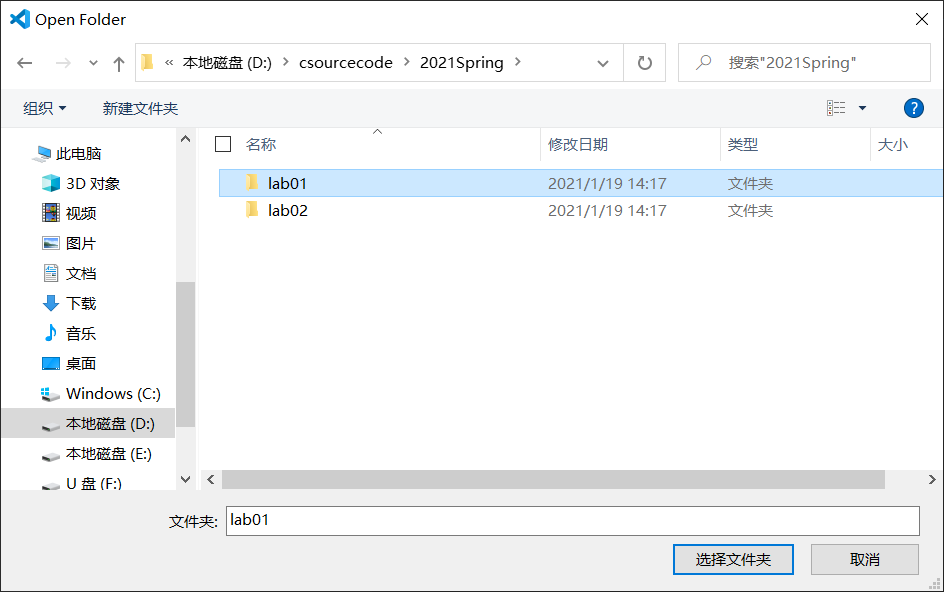 Open Folder
« 本地磁盘 (D:) > csourcecode > 2021Spring >
搜索"2021Spring"
组织 新建文件夹
?
名称 修改日期 类型 大小
此电脑
3D 对象
视频
图片
文档
下载
音乐
桌面
Windows (C:)
本地磁盘 (D:)
本地磁盘 (E:)
U 盘 (F:)
lab01 2021/1/19 14:17 文件夹
lab02 2021/1/19 14:17 文件夹
文件夹: lab01
选择文件夹 取消